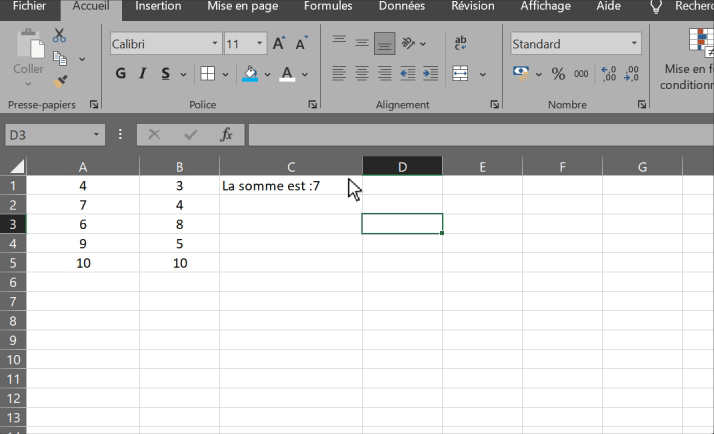 Fichier Accueil Insertion Mise en page Formules Données Révision Affichage Aide Recherc
Coller
Calibri 11 A A
G I S A
ab
c
Standard
% 000 ,00 ,0
Mise en f
conditionn
Presse-papiers Police Alignement Nombre
D3 fx
A B C D E F G
1 4 3 La somme est :7
2 7 4
3 6 8
4 9 5
5 10 10
6
7
8
9
10
11
12
13